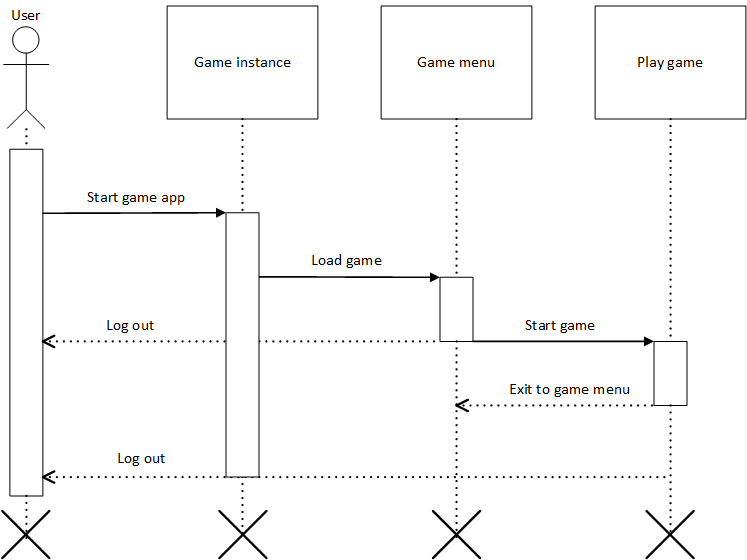 User
Game instance
Game menu
Play game
Start game app
Load game
Log out
Start game
Exit to game menu
Log out